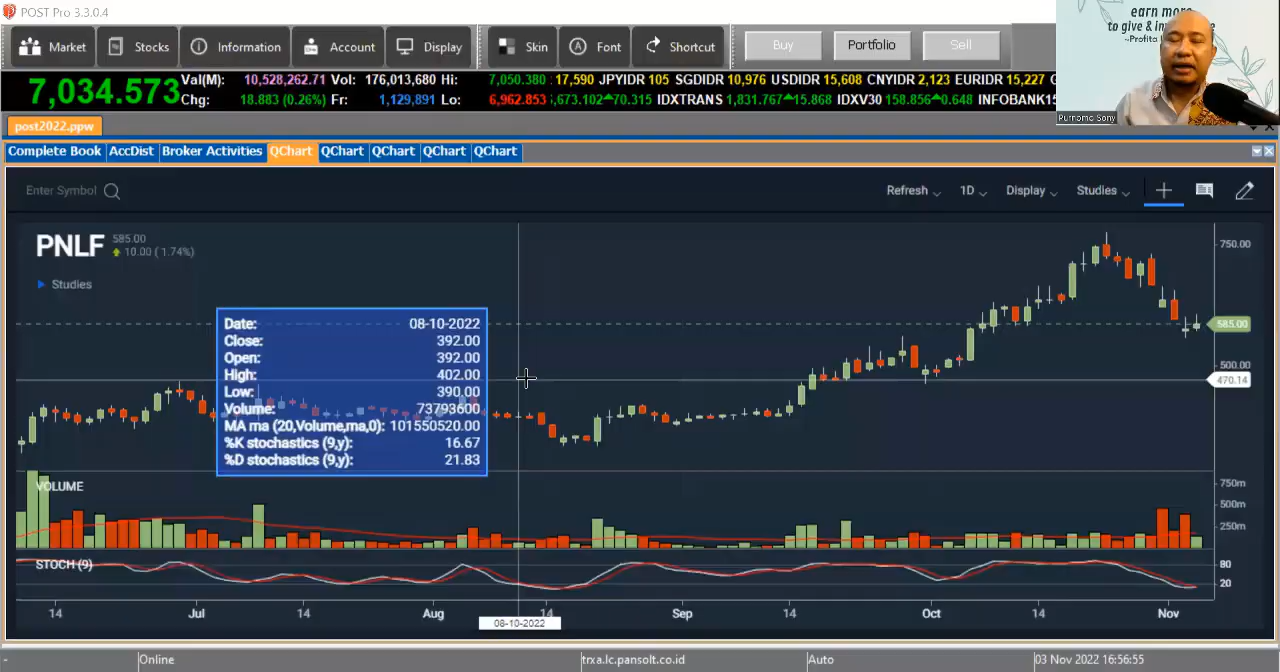 POST Pro 3.3.0.4
Market Stocks Information Account Display Skin Font Shortcut Buy Portfolio Sell
earn more
to give & in
~Profita
Purnomo Sony
7,034.573
Val(M): 10,528,262.71 Vol: 176,013,680 Hi: 7,050.380
Chg: 18.883 (0.26%) Fr: 1,129,891 Lo: 6,962.853
17,590 JPYIDR 105 SGDIDR 10,976 USDIDR 15,608 CNYIDR 2,123 EURIDR 15,227
,673.102 70.315 IDXTRANS 1,831.767 15.868 IDXV30 158.856 0.648 INFOBANK15
post2022.ppw
Complete Book AccDist Broker Activities QChart QChart QChart QChart QChart
Enter Symbol Refresh 1D Display Studies
PNLF 585.00
10.00 (1.74%)
Studies
Date: 08-10-2022
Close: 392.00
Open: 392.00
High: 402.00
Low: 390.00
Volume: 73793600
MA ma (20,Volume,ma,0): 101550520.00
%K stochastics (9,y): 16.67
%D stochastics (9,y): 21.83
750.00
585.00
500.00
470.14
VOLUME
750m
500m
250m
STOCH (9)
80
20
14 Jul 14 Aug 14 Sep 14 Oct 14 Nov
08-10-2022
- Online trxa.lc.pansolt.co.id Auto 03 Nov 2022 16:56:55